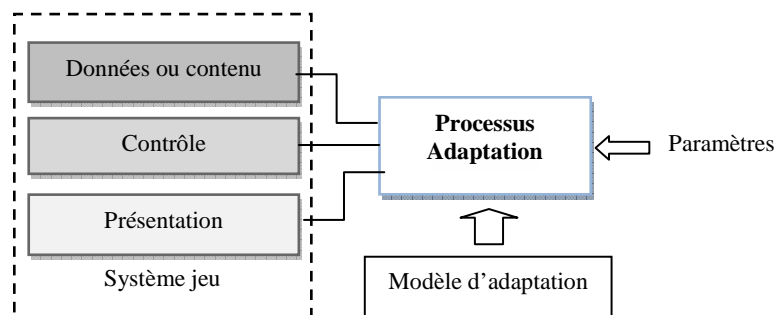 Données ou contenu
Contrôle
Présentation
Système jeu
Processus
Adaptation
Paramètres
Modèle d’adaptation